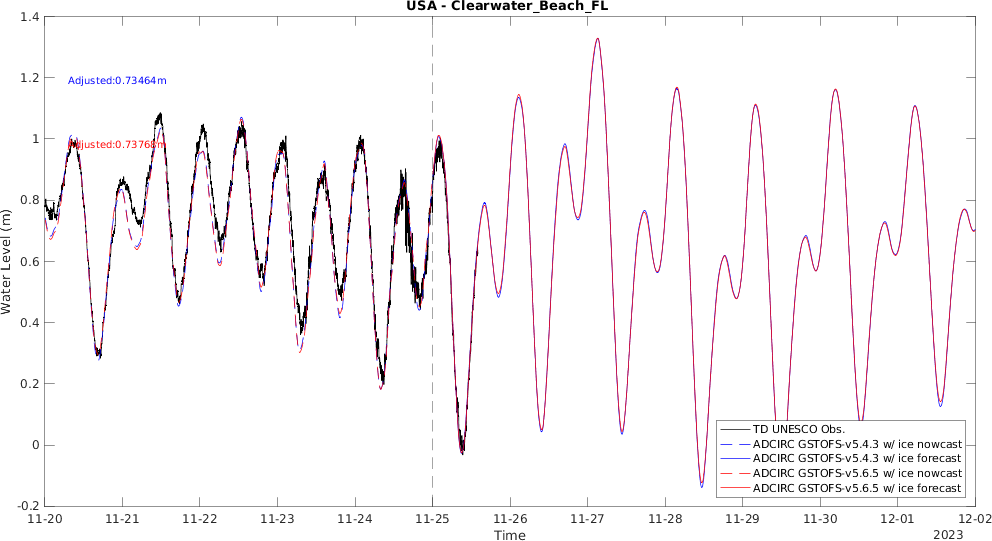 USA - Clearwater_Beach_FL
1.4
1.2
1
0.8
0.6
0.4
0.2
0
-0.2
Water Level (m)
Adjusted:0.73464m
Adjusted:0.73768m
TD UNESCO Obs.
ADCIRC GSTOFS-v5.4.3 w/ ice nowcast
ADCIRC GSTOFS-v5.4.3 w/ ice forecast
ADCIRC GSTOFS-v5.6.5 w/ ice nowcast
ADCIRC GSTOFS-v5.6.5 w/ ice forecast
11-20 11-21 11-22 11-23 11-24 11-25 11-26 11-27 11-28 11-29 11-30 12-01 12-02
Time
2023